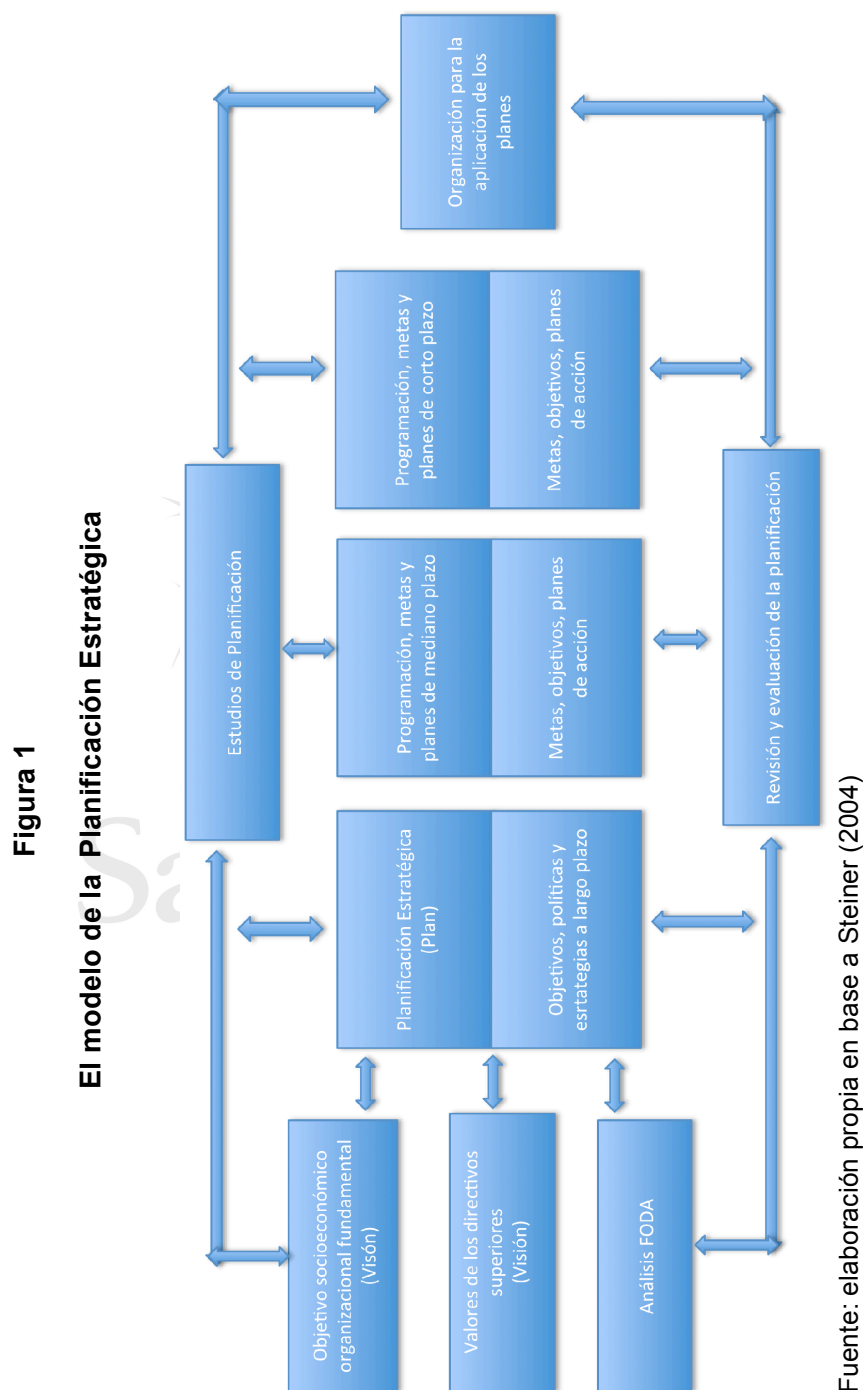 Figura 1
El modelo de la Planificación Estratégica
Estudios de Planificación
Objetivo socioeconómico
organizacional fundamental
(Visón)
Valores de los directivos
superiores
(Visión)
Análisis FODA
Planificación Estratégica
(Plan)
Objetivos, políticas y
esrtategias a largo plazo
Programación, metas y
planes de mediano plazo
Metas, objetivos, planes
de acción
Programación, metas y
planes de corto plazo
Metas, objetivos, planes
de acción
Organización para la
aplicación de los
planes
Revisión y evaluación de la planificación
Fuente: elaboración propia en base a Steiner (2004)